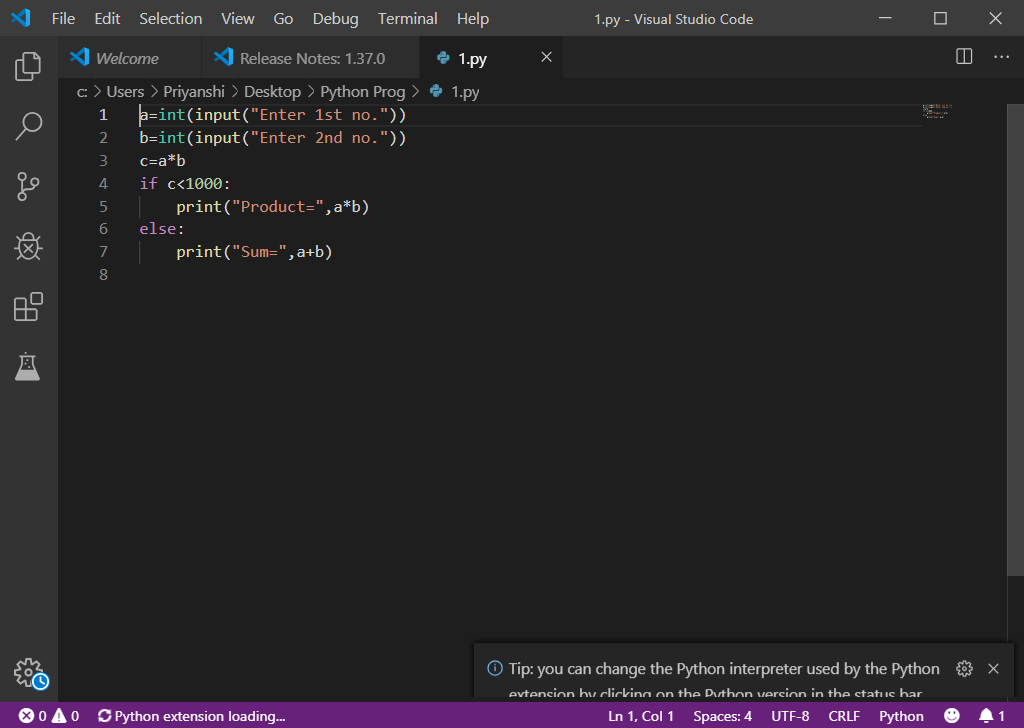 File Edit Selection View Go Debug Terminal Help 1.py - Visual Studio Code
Welcome Release Notes: 1.37.0 1.py
c: > Users > Priyanshi > Desktop > Python Prog > 1.py
1 a=int(input("Enter 1st no."))
2 b=int(input("Enter 2nd no."))
3 c=a*b
4 if c<1000:
5     print("Product=",a*b)
6 else:
7     print("Sum=",a+b)
8
Tip: you can change the Python interpreter used by the Python
extension by clicking on the Python version in the status bar
0 0 Python extension loading... Ln 1, Col 1 Spaces: 4 UTF-8 CRLF Python 1